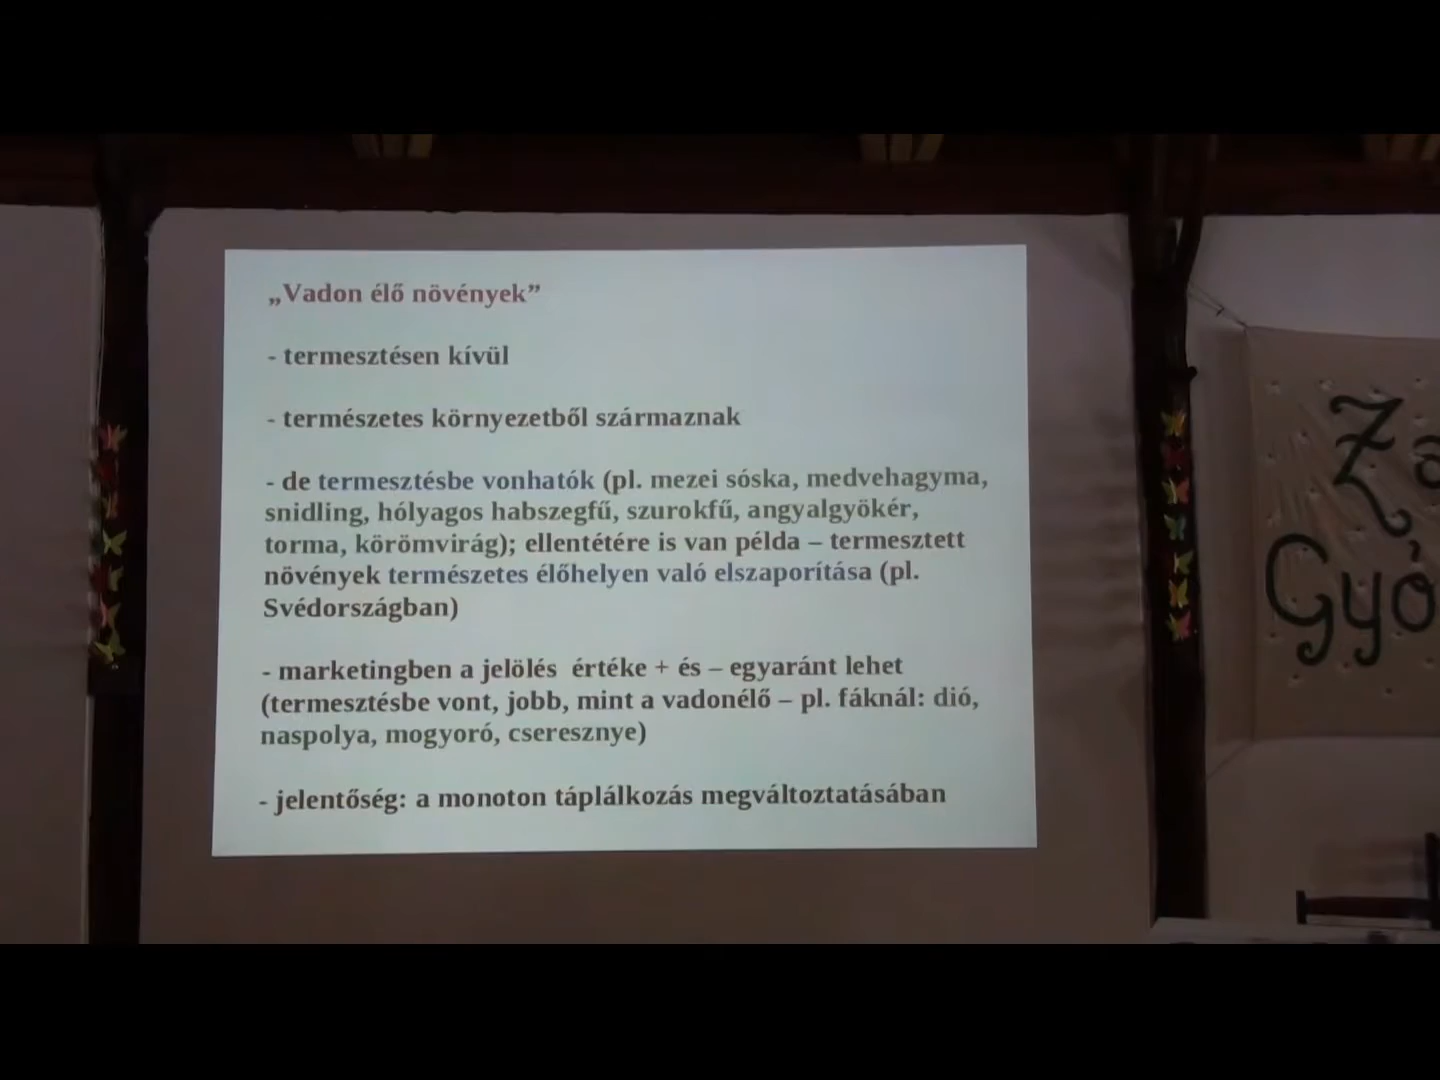 „Vadon élő növények”
- termesztésen kívül
- természetes környezetből származnak
- de termesztésbe vonhatók (pl. mezei sóska, medvehagyma,
snidling, hólyagos habszegfű, szurokfű, angyalgyökér,
torma, körömvirág); ellentétére is van példa – termesztett
növények természetes élőhelyen való elszaporítása (pl.
Svédországban)
- marketingben a jelölés  értéke + és – egyaránt lehet
(termesztésbe vont, jobb, mint a vadonélő – pl. fáknál: dió,
naspolya, mogyoró, cseresznye)
- jelentőség: a monoton táplálkozás megváltoztatásában
Za
Gyó